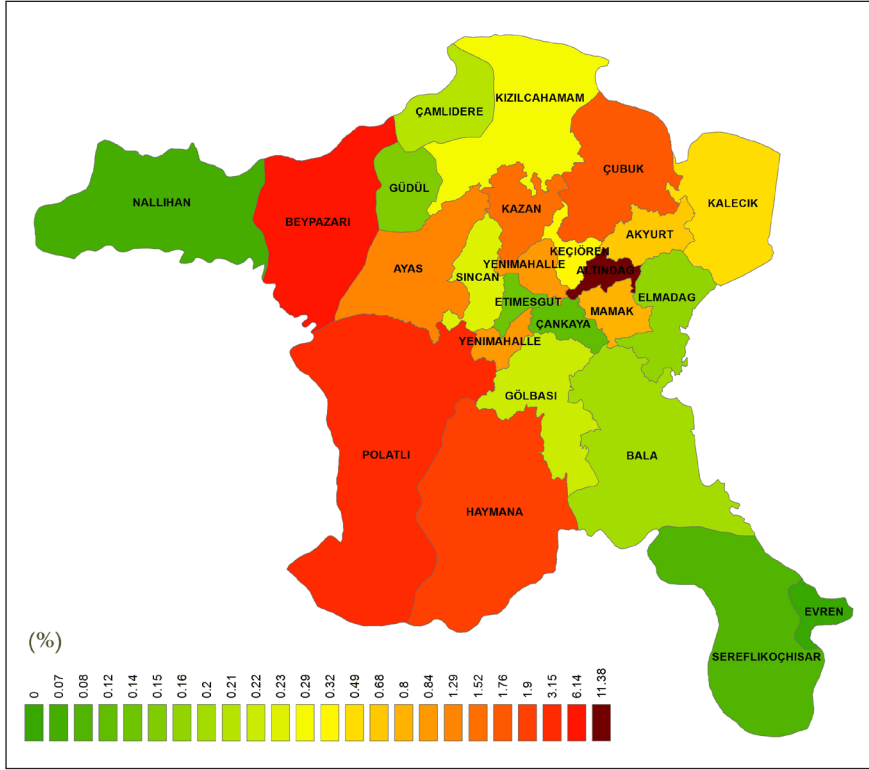 KIZILCAHAMAM
ÇAMLIDERE
ÇUBUK
GÜDÜL
NALLIHAN
KALECIK
KAZAN
BEYPAZARI
AKYURT
KEÇIÖREN
YENIMAHALLE
AYAS
ALTINDAG
SINCAN
ELMADAG
ETIMESGUT
MAMAK
ÇANKAYA
YENIMAHALLE
GÖLBASI
POLATLI
BALA
HAYMANA
EVREN
SEREFLIKOÇHISAR
(%)
0 0.07 0.08 0.12 0.14 0.15 0.16 0.2 0.21 0.22 0.23 0.29 0.32 0.49 0.68 0.8 0.84 1.29 1.52 1.76 1.9 3.15 6.14 11.38